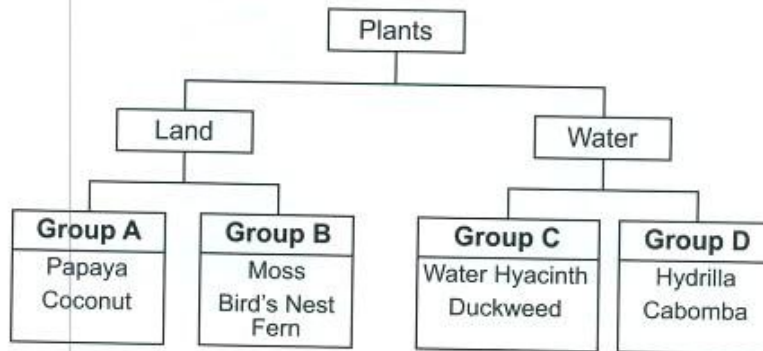 Plants
Land
Water
Group A
Papaya
Coconut
Group B
Moss
Bird's Nest
Fern
Group C
Water Hyacinth
Duckweed
Group D
Hydrilla
Cabomba